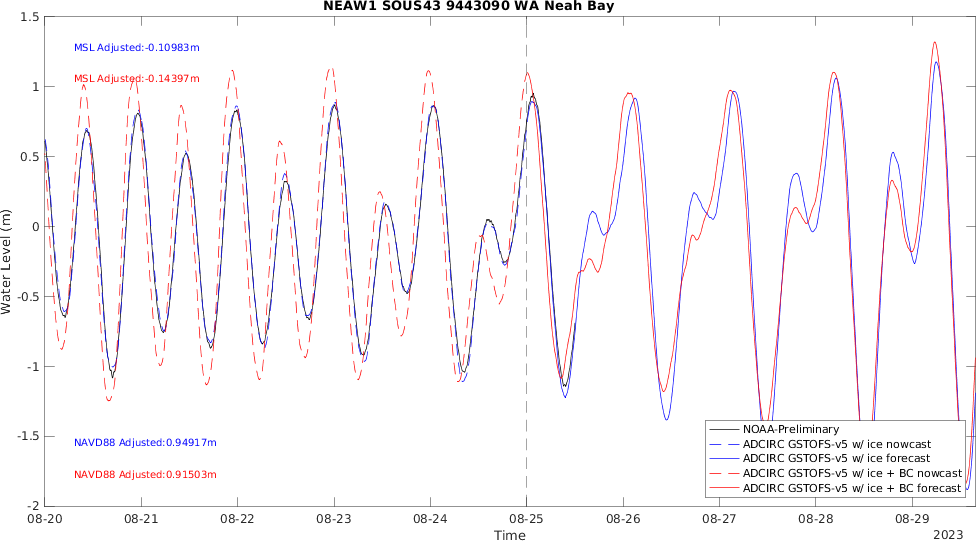 NEAW1 SOUS43 9443090 WA Neah Bay
1.5
1
0.5
0
-0.5
-1
-1.5
-2
Water Level (m)
MSL Adjusted:-0.10983m
MSL Adjusted:-0.14397m
NAVD88 Adjusted:0.94917m
NAVD88 Adjusted:0.91503m
NOAA-Preliminary
ADCIRC GSTOFS-v5 w/ ice nowcast
ADCIRC GSTOFS-v5 w/ ice forecast
ADCIRC GSTOFS-v5 w/ ice + BC nowcast
ADCIRC GSTOFS-v5 w/ ice + BC forecast
08-20 08-21 08-22 08-23 08-24 08-25 08-26 08-27 08-28 08-29
Time
2023